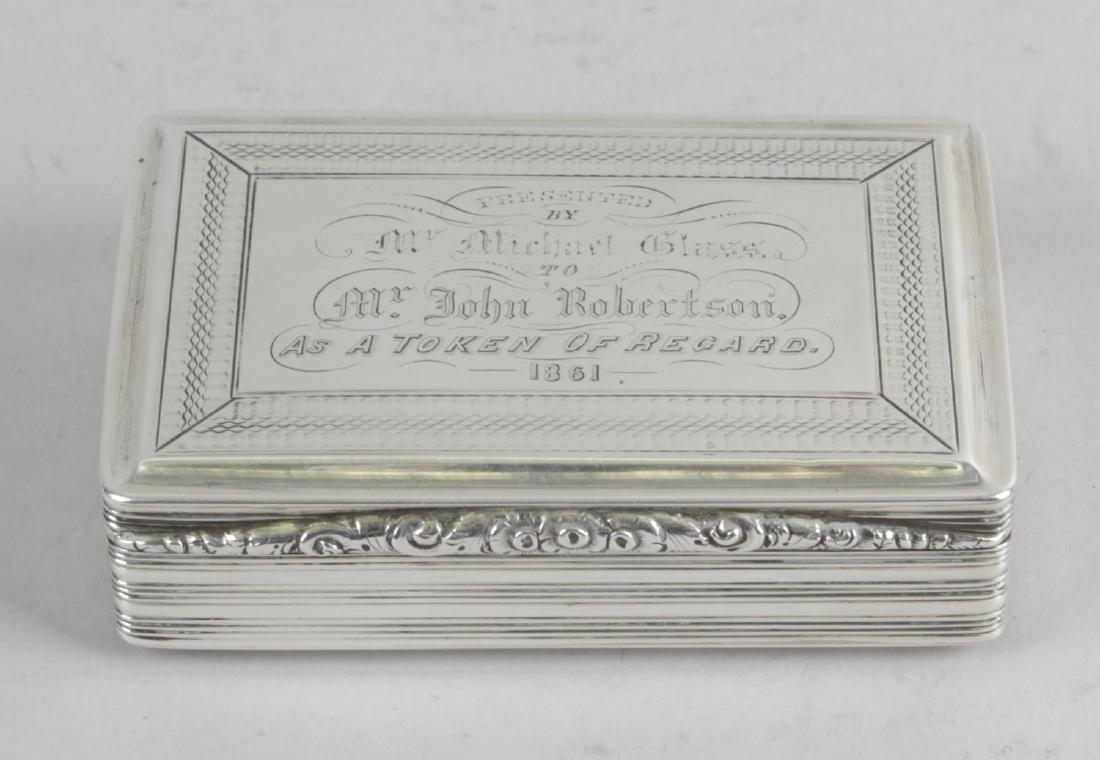 PRESENTED
BY
Mr Michael Glass.
TO
Mr. John Robertson.
AS A TOKEN OF REGARD.
1861.